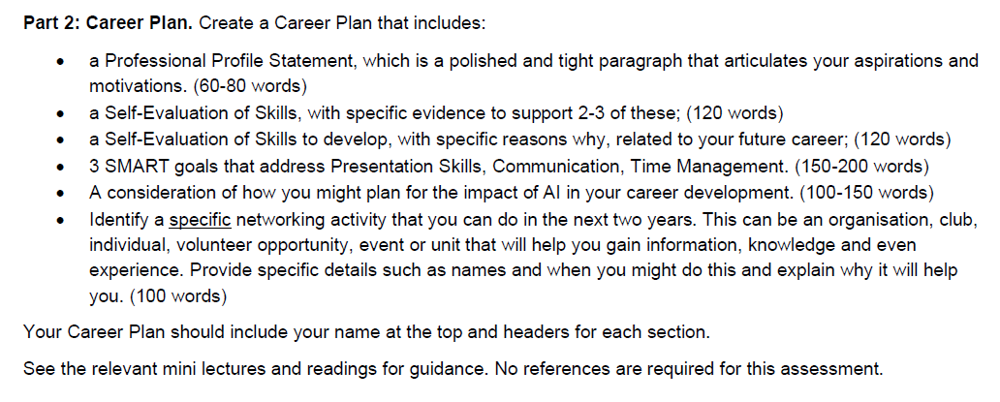 Part 2: Career Plan. Create a Career Plan that includes:
• a Professional Profile Statement, which is a polished and tight paragraph that articulates your aspirations and
motivations. (60-80 words)
• a Self-Evaluation of Skills, with specific evidence to support 2-3 of these; (120 words)
• a Self-Evaluation of Skills to develop, with specific reasons why, related to your future career; (120 words)
• 3 SMART goals that address Presentation Skills, Communication, Time Management. (150-200 words)
• A consideration of how you might plan for the impact of AI in your career development. (100-150 words)
• Identify a specific networking activity that you can do in the next two years. This can be an organisation, club,
individual, volunteer opportunity, event or unit that will help you gain information, knowledge and even
experience. Provide specific details such as names and when you might do this and explain why it will help
you. (100 words)
Your Career Plan should include your name at the top and headers for each section.
See the relevant mini lectures and readings for guidance. No references are required for this assessment.